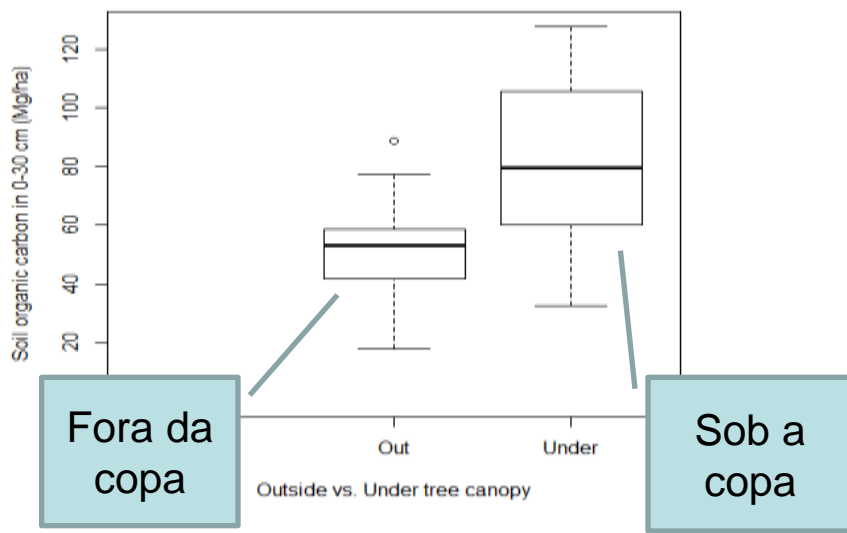 Soil organic carbon in 0-30 cm (Mg/ha)
120
100
80
60
40
20
Fora da
copa
Sob a
copa
Out
Under
Outside vs. Under tree canopy